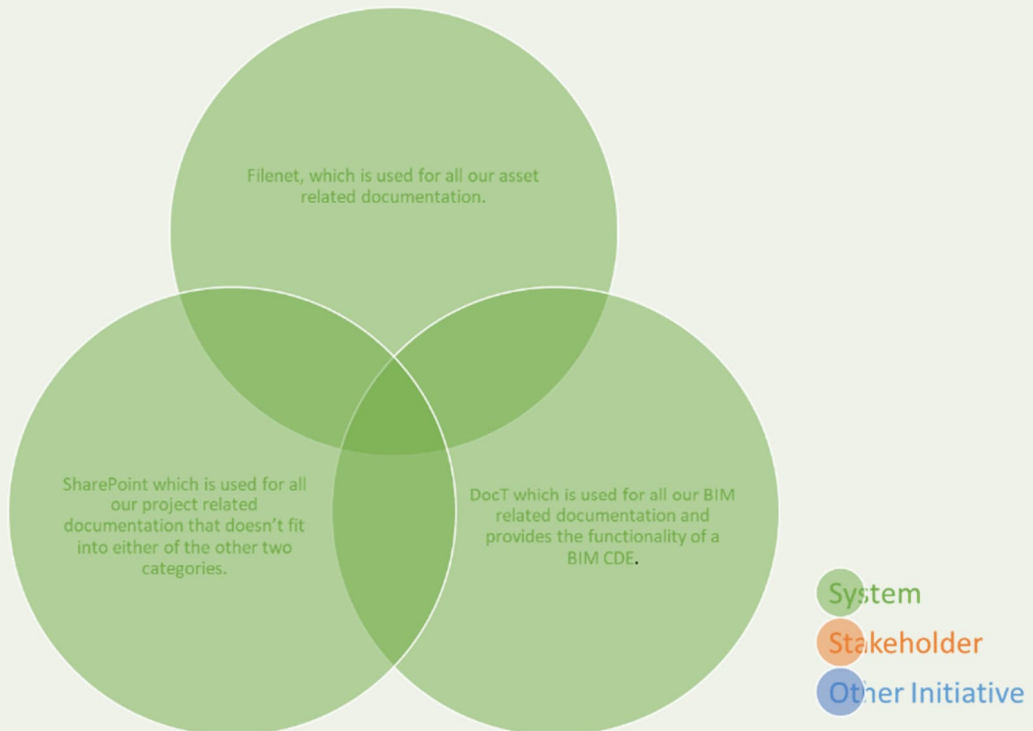 Filenet, which is used for all our asset
related documentation.
SharePoint which is used for all
our project related
documentation that doesn’t fit
into either of the other two
categories.
DocT which is used for all our BIM
related documentation and
provides the functionality of a
BIM CDE.
System
Stakeholder
Other Initiative